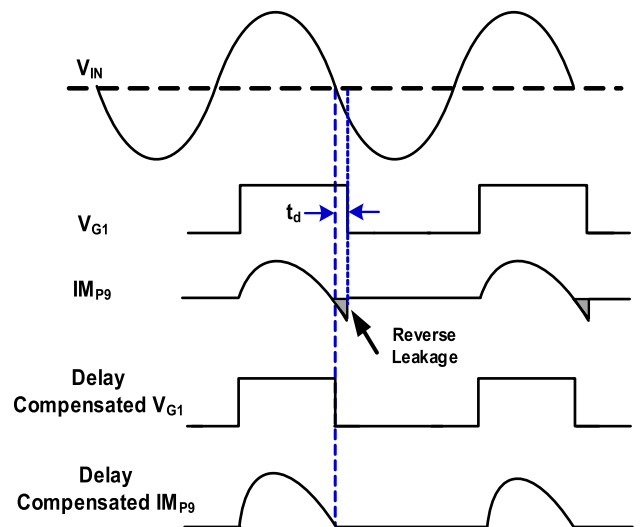 VIN
VG1
td
IMP9
Reverse
Leakage
Delay
Compensated VG1
Delay
Compensated IMP9